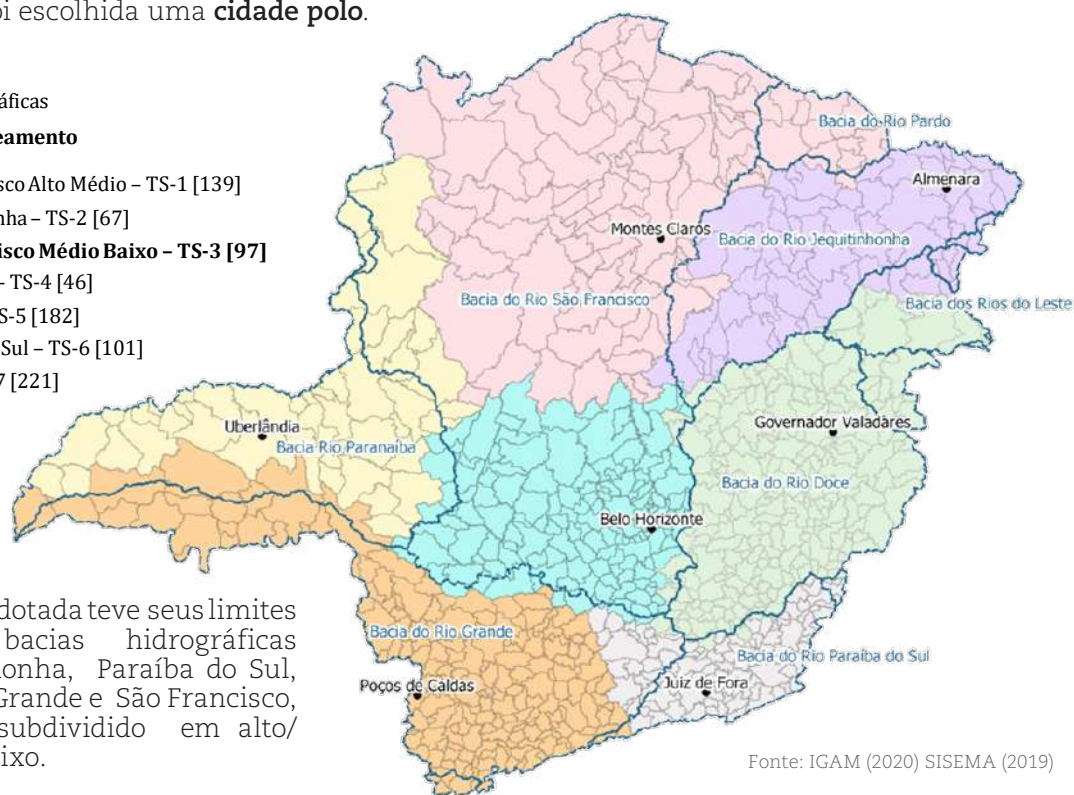 oi escolhida uma cidade polo.
áficas
eamento
sco Alto Médio – TS-1 [139]
nha – TS-2 [67]
isco Médio Baixo – TS-3 [97]
– TS-4 [46]
S-5 [182]
Sul – TS-6 [101]
7 [221]
Bacia do Rio Pardo
Almenara
Montes Claros
Bacia do Rio Jequitinhonha
Bacia do Rio São Francisco
Bacia dos Rios do Leste
Uberlândia
Governador Valadares
Bacia Rio Paranaíba
Bacia do Rio Doce
Belo Horizonte
dotada teve seus limites
bacias hidrográficas
onha, Paraíba do Sul,
Grande e São Francisco,
subdividido em alto/
ixo.
Bacia do Rio Grande
Bacia do Rio Paraíba do Sul
Poços de Caldas
Juiz de Fora
Fonte: IGAM (2020) SISEMA (2019)